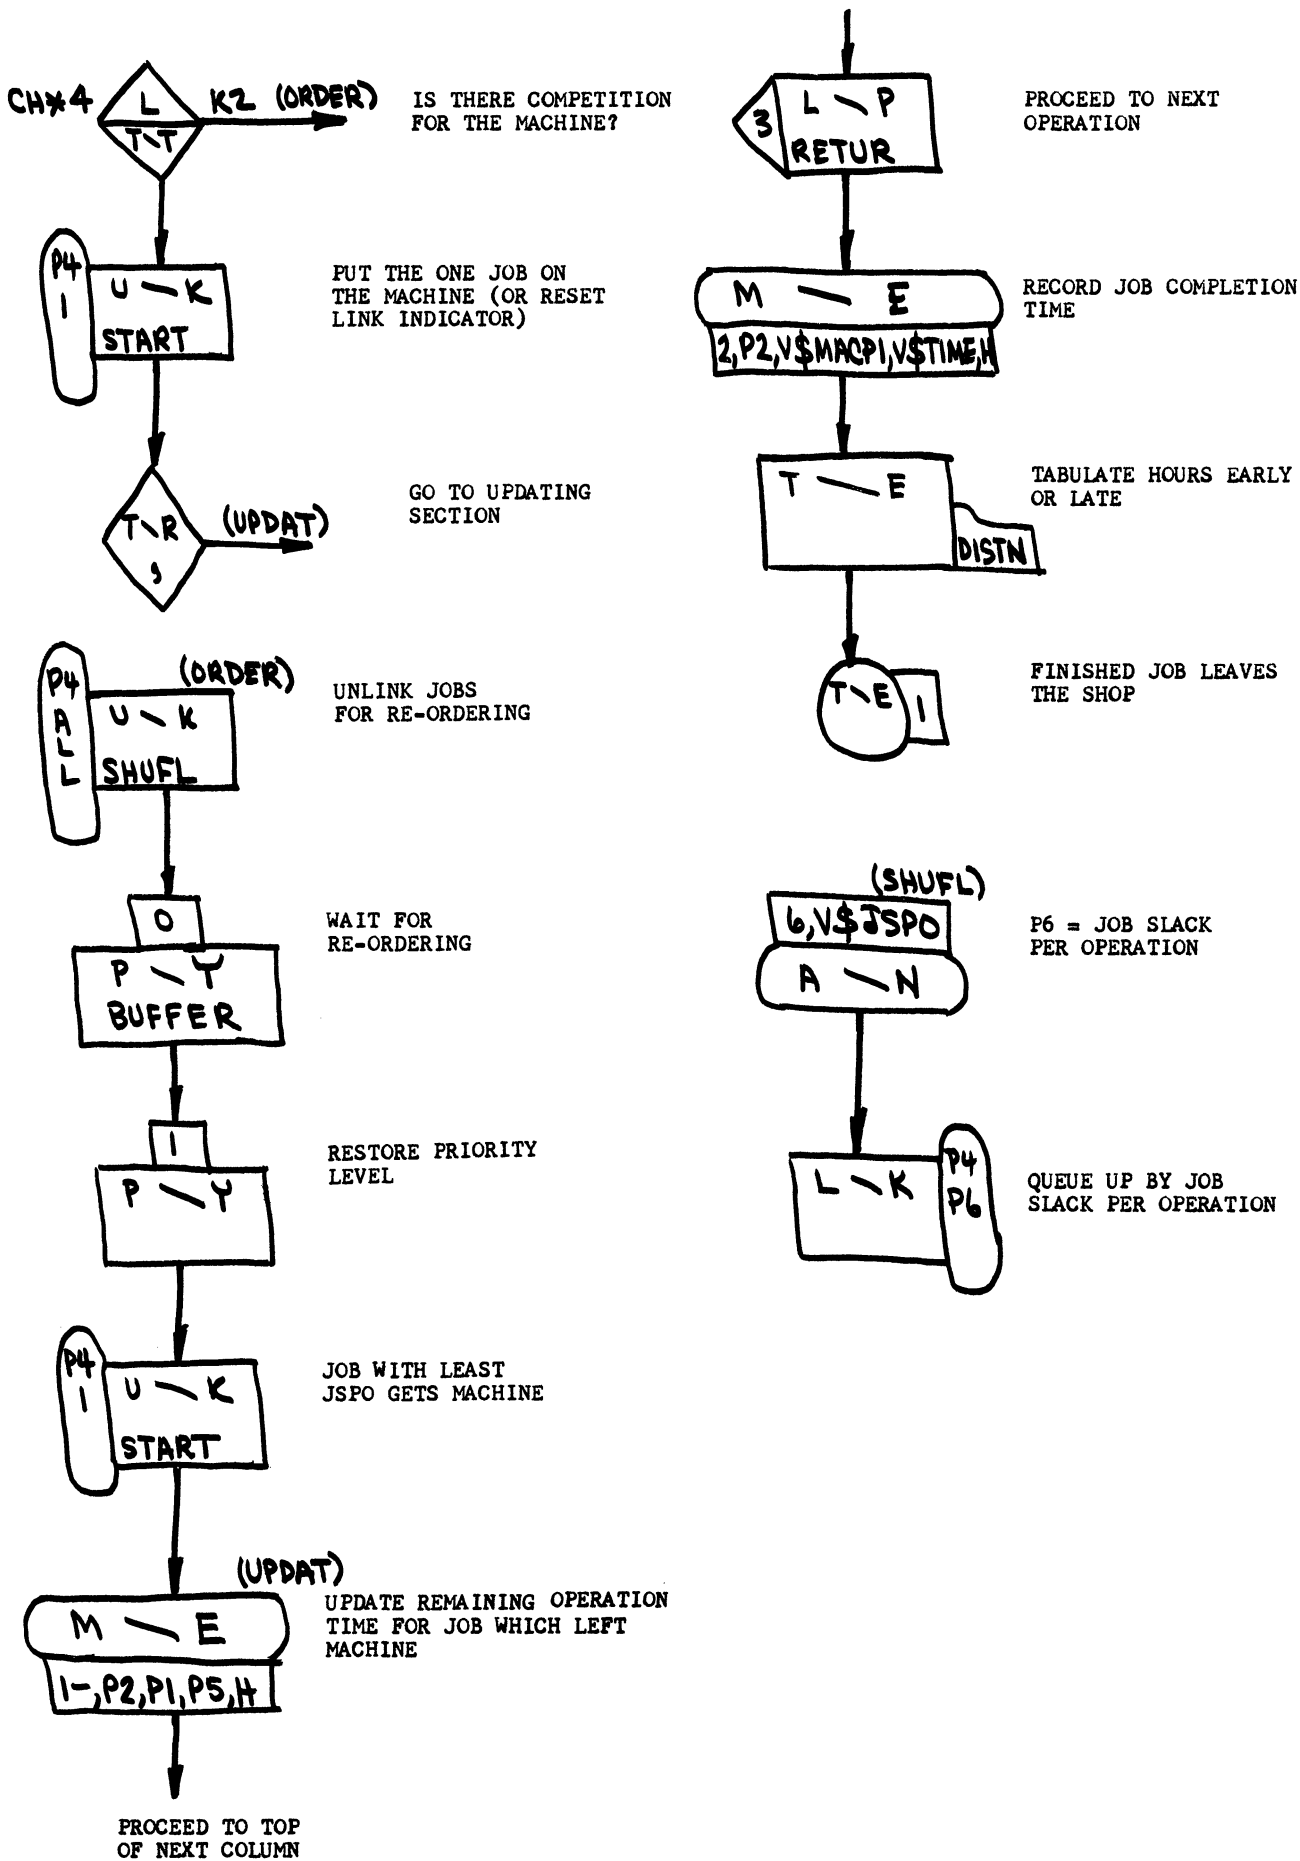 CH*4
L
T\T
K2 (ORDER)
IS THERE COMPETITION
FOR THE MACHINE?
P4
1
U \ K
START
PUT THE ONE JOB ON
THE MACHINE (OR RESET
LINK INDICATOR)
T\R
,
(UPDAT)
GO TO UPDATING
SECTION
(ORDER)
P4
A
L
L
U \ K
SHUFL
UNLINK JOBS
FOR RE-ORDERING
0
P \ Y
BUFFER
WAIT FOR
RE-ORDERING
1
P \ Y
RESTORE PRIORITY
LEVEL
P4
1
U \ K
START
JOB WITH LEAST
JSPO GETS MACHINE
(UPDAT)
M \ E
1-,P2,P1,P5,H
UPDATE REMAINING OPERATION
TIME FOR JOB WHICH LEFT
MACHINE
PROCEED TO TOP
OF NEXT COLUMN
3
L \ P
RETUR
PROCEED TO NEXT
OPERATION
M \ E
2,P2,V$MACP1,V$TIME,H
RECORD JOB COMPLETION
TIME
T \ E
DISTN
TABULATE HOURS EARLY
OR LATE
T\E
1
FINISHED JOB LEAVES
THE SHOP
(SHUFL)
6,V$JSPO
A \ N
P6 = JOB SLACK
PER OPERATION
L \ K
P4
P6
QUEUE UP BY JOB
SLACK PER OPERATION